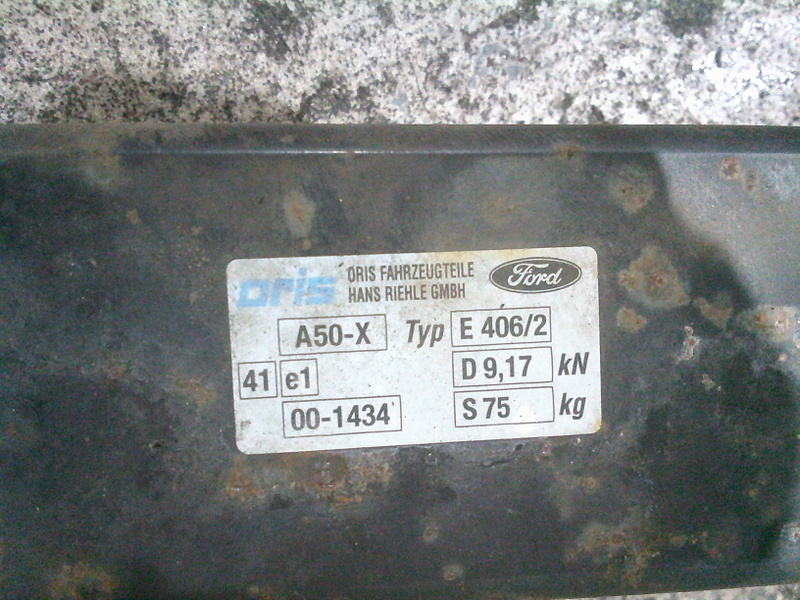 oris ORIS FAHRZEUGTEILE
HANS RIEHLE GMBH
Ford
A50-X Typ E 406/2
41 e1 D 9,17 kN
00-1434 S 75 kg